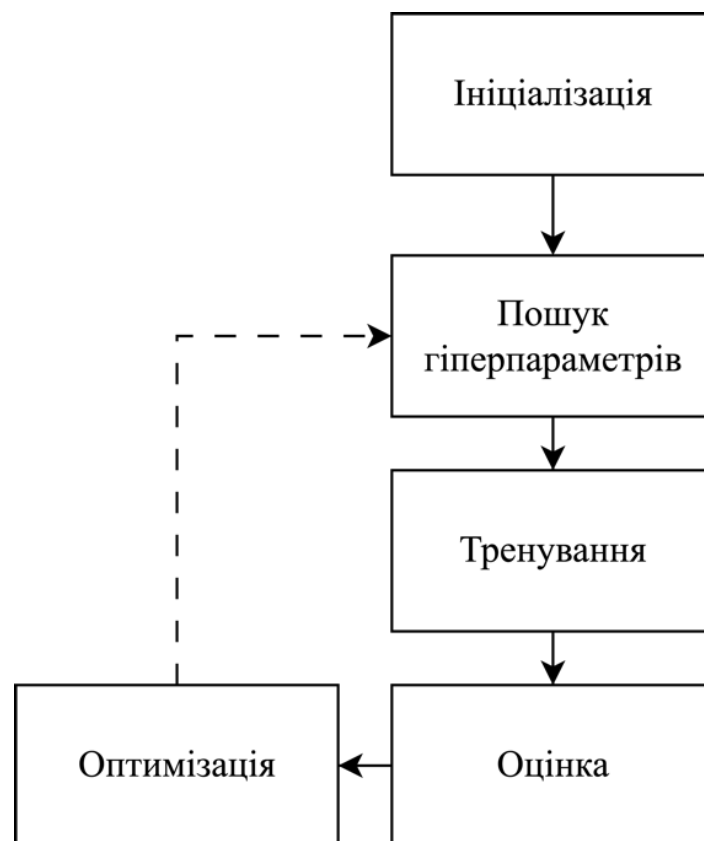 Ініціалізація
Пошук
гіперпараметрів
Тренування
Оптимізація
Оцінка